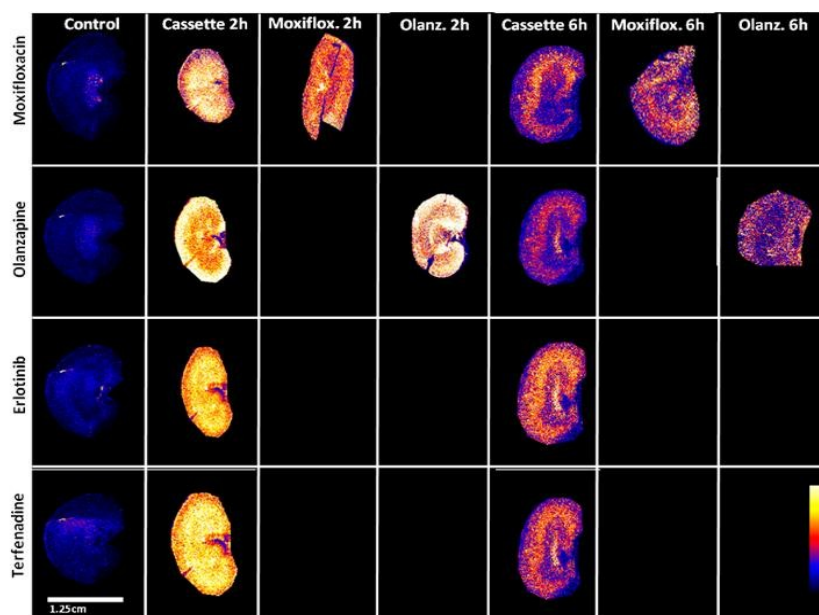 Control Cassette 2h Moxiflox. 2h Olanz. 2h Cassette 6h Moxiflox. 6h Olanz. 6h
Moxifloxacin
Olanzapine
Erlotinib
Terfenadine
1.25cm